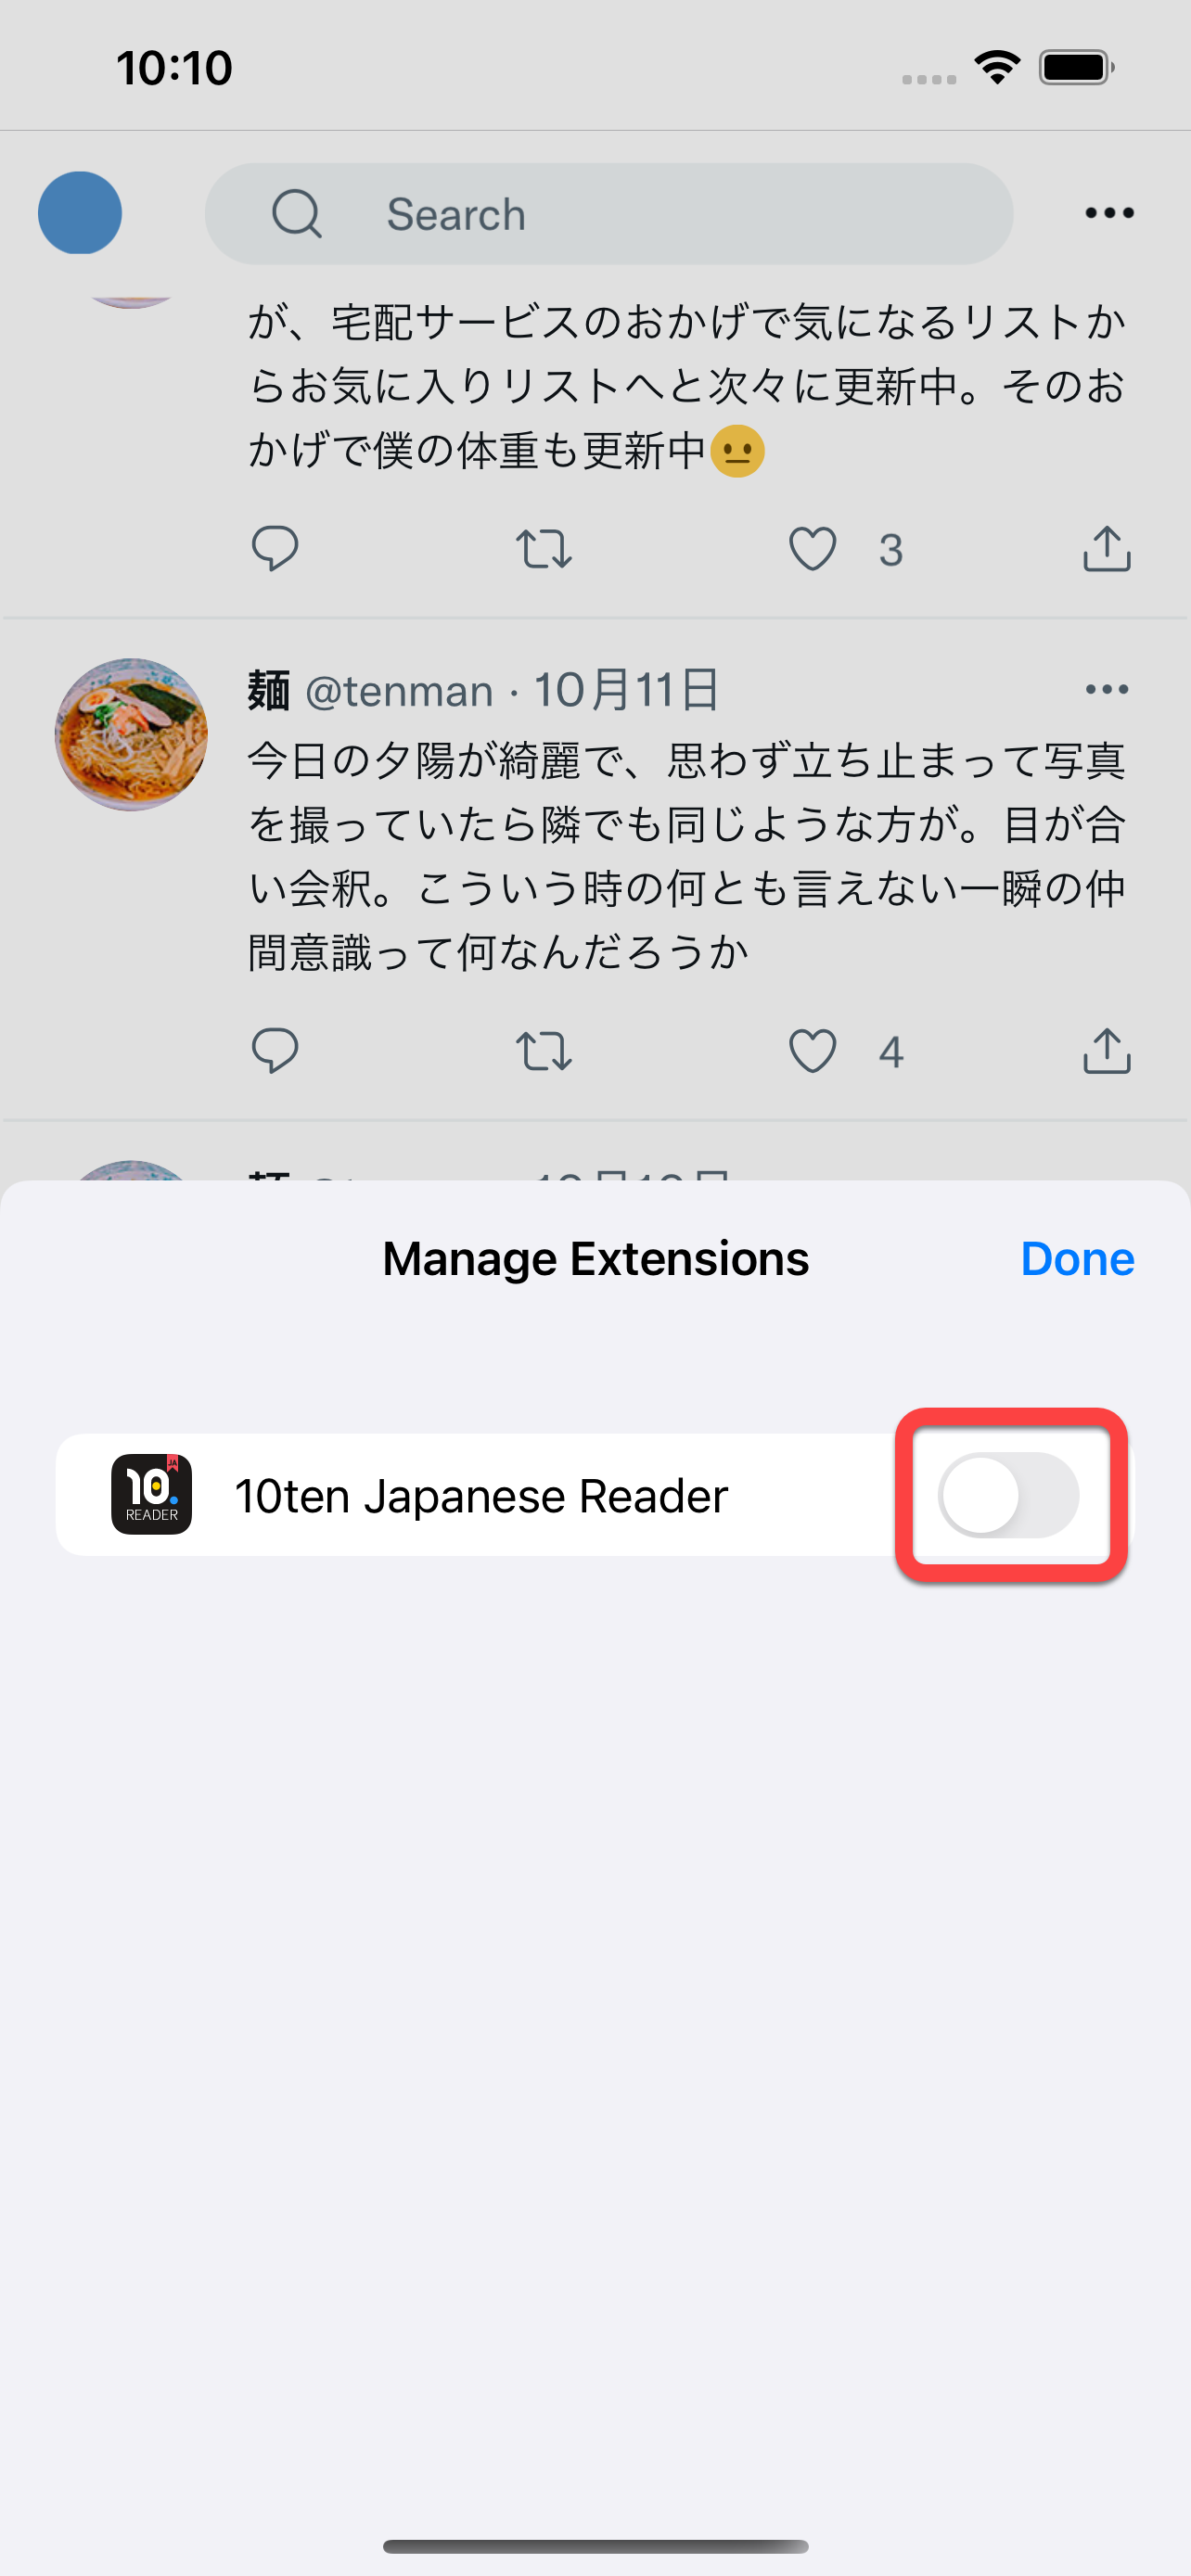 10:10
Search
が、宅配サービスのおかげで気になるリストか
らお気に入りリストへと次々に更新中。そのお
かげで僕の体重も更新中😐
3
麺 @tenman · 10月11日
今日の夕陽が綺麗で、思わず立ち止まって写真
を撮っていたら隣でも同じような方が。目が合
い会釈。こういう時の何とも言えない一瞬の仲
間意識って何なんだろうか
4
Manage Extensions
Done
JA
10
READER
10ten Japanese Reader